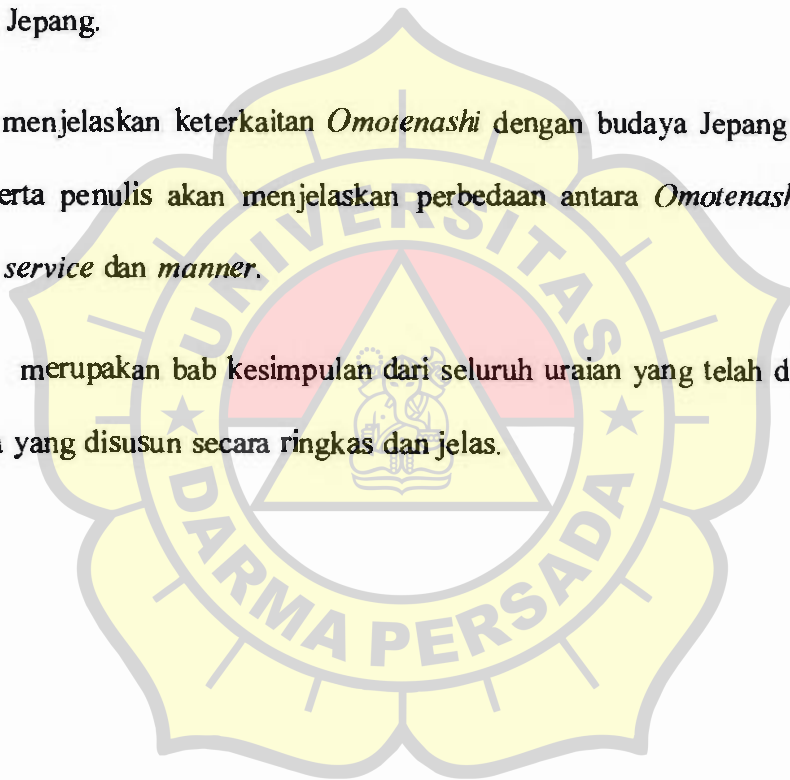 Jepang.
menjelaskan keterkaitan Omotenashi dengan budaya Jepang
erta penulis akan menjelaskan perbedaan antara Omotenash
service dan manner.
merupakan bab kesimpulan dari seluruh uraian yang telah d
yang disusun secara ringkas dan jelas.
UNIVERSITAS
DARMA PERSADA